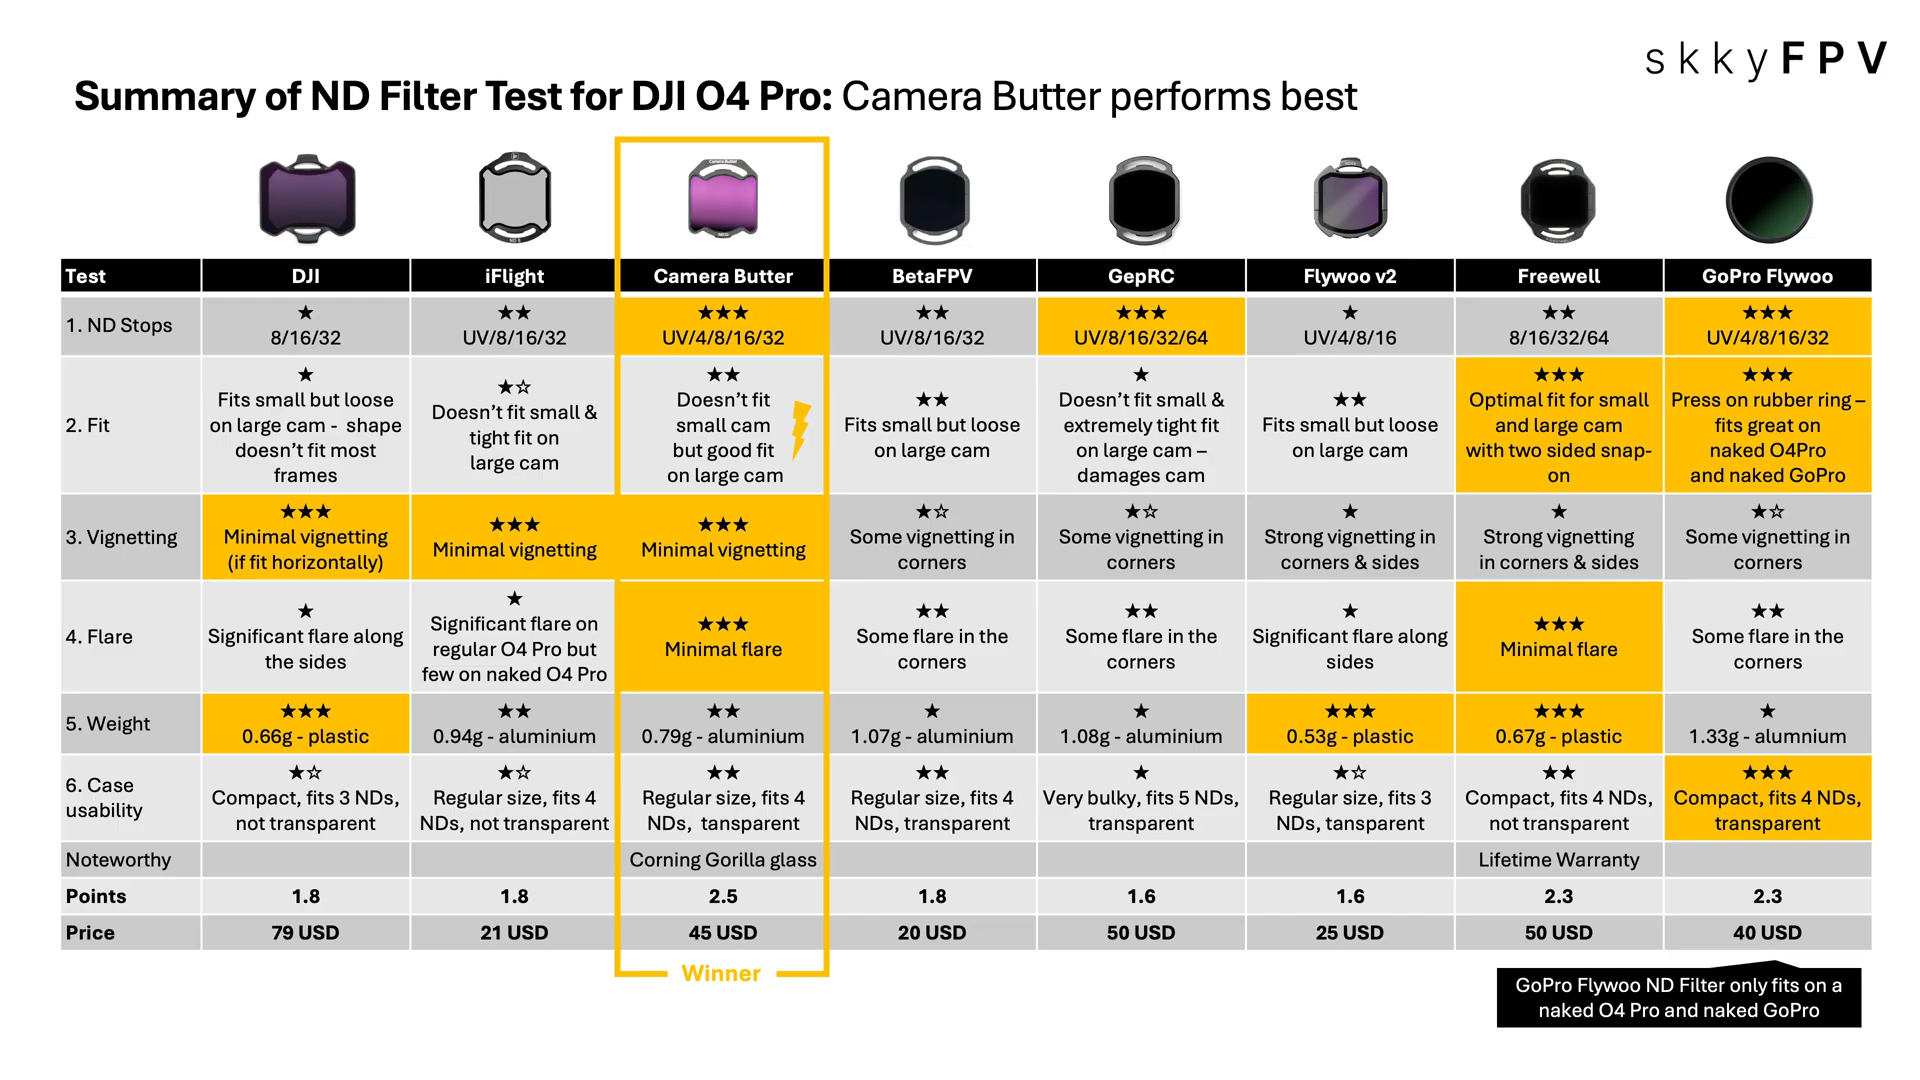 skkyFPV
Summary of ND Filter Test for DJI O4 Pro: Camera Butter performs best
Test DJI iFlight Camera Butter BetaFPV GepRC Flywoo v2 Freewell GoPro Flywoo
1. ND Stops
★
8/16/32
★★
UV/8/16/32
★★★
UV/4/8/16/32
★★
UV/8/16/32
★★★
UV/8/16/32/64
★
UV/4/8/16
★★
8/16/32/64
★★★
UV/4/8/16/32
2. Fit
★
Fits small but loose
on large cam - shape
doesn't fit most
frames
★☆
Doesn't fit small &
tight fit on
large cam
★★
Doesn't fit
small cam
but good fit
on large cam
★★
Fits small but loose
on large cam
★
Doesn't fit small &
extremely tight fit
on large cam –
damages cam
★★
Fits small but loose
on large cam
★★★
Optimal fit for small
and large cam
with two sided snap-
on
★★★
Press on rubber ring –
fits great on
naked O4Pro
and naked GoPro
3. Vignetting
★★★
Minimal vignetting
(if fit horizontally)
★★★
Minimal vignetting
★★★
Minimal vignetting
★☆
Some vignetting in
corners
★☆
Some vignetting in
corners
★
Strong vignetting in
corners & sides
★
Strong vignetting
in corners & sides
★☆
Some vignetting in
corners
4. Flare
★
Significant flare along
the sides
★
Significant flare on
regular O4 Pro but
few on naked O4 Pro
★★★
Minimal flare
★★
Some flare in the
corners
★★
Some flare in the
corners
★
Significant flare along
sides
★★★
Minimal flare
★★
Some flare in the
corners
5. Weight
★★★
0.66g - plastic
★★
0.94g - aluminium
★★
0.79g - aluminium
★
1.07g - aluminium
★
1.08g - aluminium
★★★
0.53g - plastic
★★★
0.67g - plastic
★
1.33g - alumnium
6. Case
usability
★☆
Compact, fits 3 NDs,
not transparent
★☆
Regular size, fits 4
NDs, not transparent
★★
Regular size, fits 4
NDs, tansparent
★★
Regular size, fits 4
NDs, transparent
★
Very bulky, fits 5 NDs,
transparent
★☆
Regular size, fits 3
NDs, tansparent
★★
Compact, fits 4 NDs,
not transparent
★★★
Compact, fits 4 NDs,
transparent
Noteworthy Corning Gorilla glass Lifetime Warranty
Points 1.8 1.8 2.5 1.8 1.6 1.6 2.3 2.3
Price 79 USD 21 USD 45 USD 20 USD 50 USD 25 USD 50 USD 40 USD
Winner
GoPro Flywoo ND Filter only fits on a
naked O4 Pro and naked GoPro